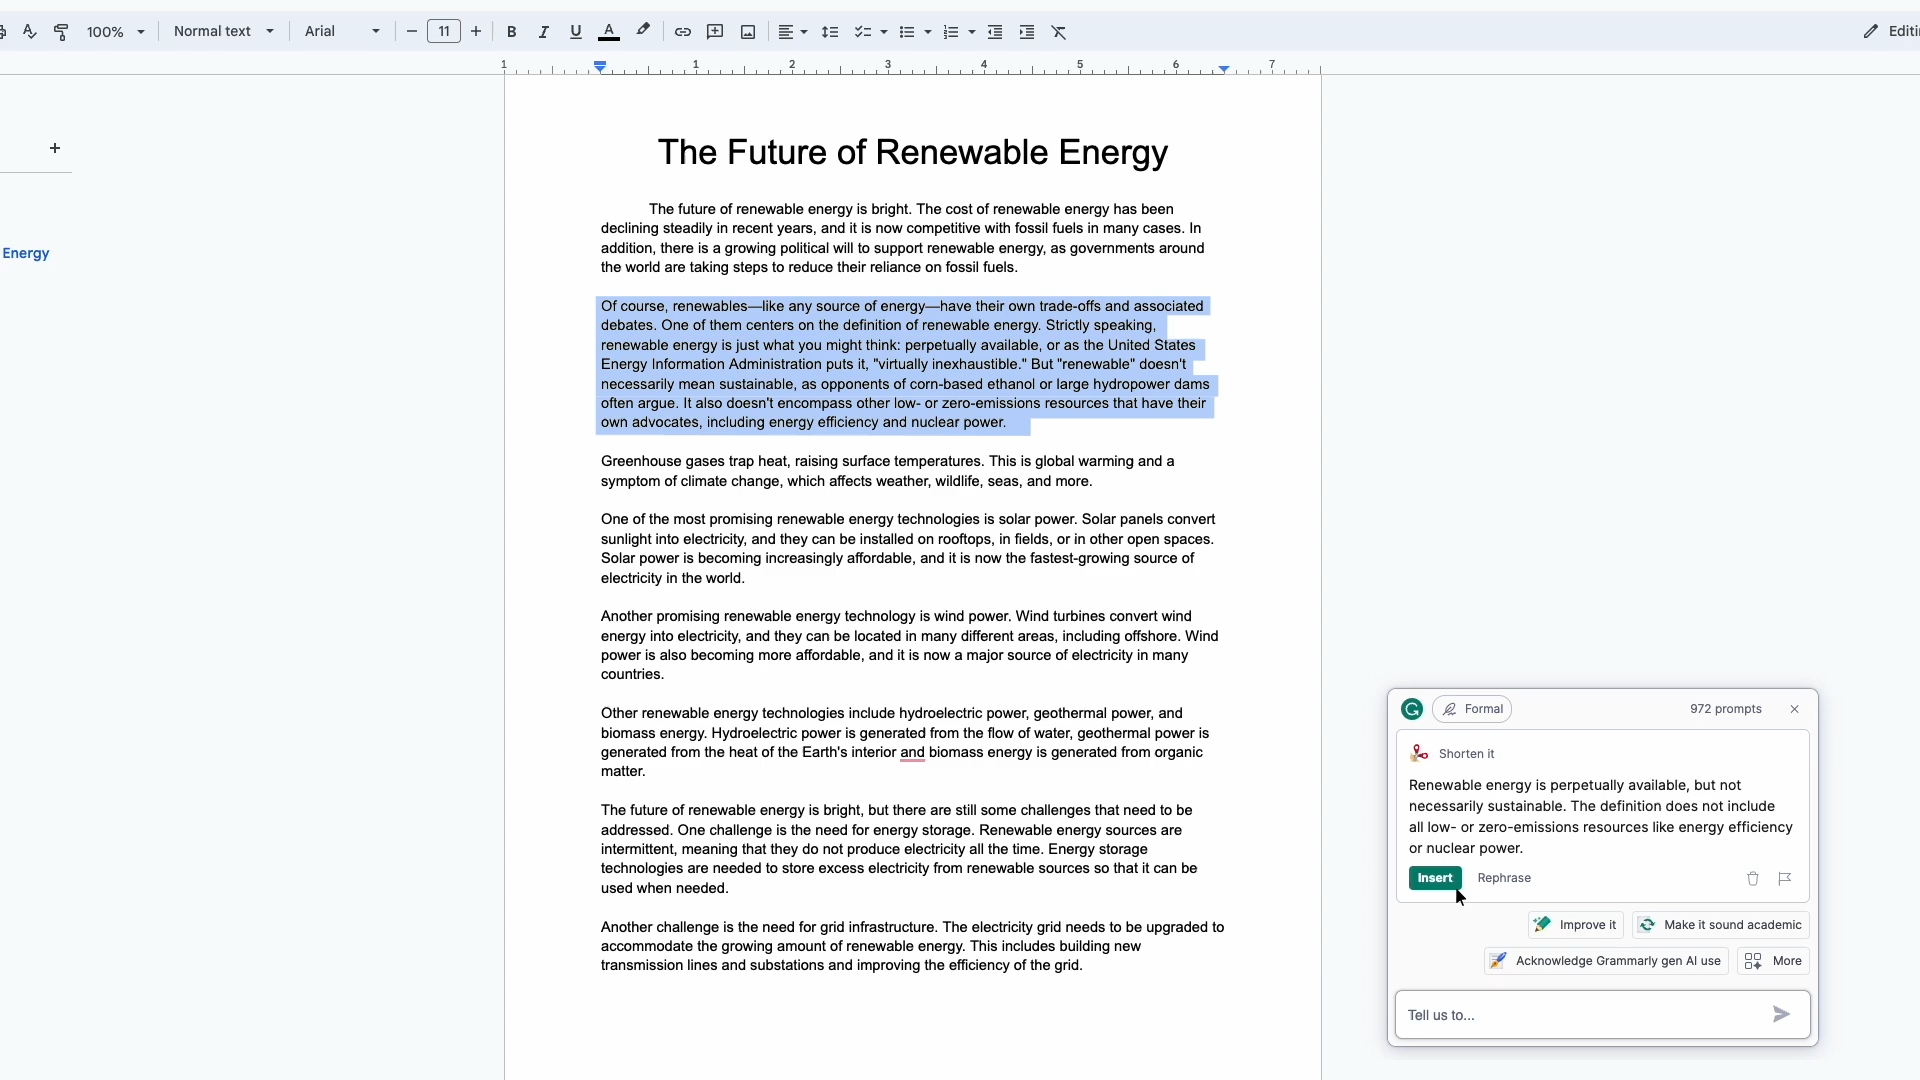 100%
Normal text
Arial
11
Editi
1 1 2 3 4 5 6 7
Energy
The Future of Renewable Energy
The future of renewable energy is bright. The cost of renewable energy has been
declining steadily in recent years, and it is now competitive with fossil fuels in many cases. In
addition, there is a growing political will to support renewable energy, as governments around
the world are taking steps to reduce their reliance on fossil fuels.
Of course, renewables—like any source of energy—have their own trade-offs and associated
debates. One of them centers on the definition of renewable energy. Strictly speaking,
renewable energy is just what you might think: perpetually available, or as the United States
Energy Information Administration puts it, "virtually inexhaustible." But "renewable" doesn't
necessarily mean sustainable, as opponents of corn-based ethanol or large hydropower dams
often argue. It also doesn't encompass other low- or zero-emissions resources that have their
own advocates, including energy efficiency and nuclear power.
Greenhouse gases trap heat, raising surface temperatures. This is global warming and a
symptom of climate change, which affects weather, wildlife, seas, and more.
One of the most promising renewable energy technologies is solar power. Solar panels convert
sunlight into electricity, and they can be installed on rooftops, in fields, or in other open spaces.
Solar power is becoming increasingly affordable, and it is now the fastest-growing source of
electricity in the world.
Another promising renewable energy technology is wind power. Wind turbines convert wind
energy into electricity, and they can be located in many different areas, including offshore. Wind
power is also becoming more affordable, and it is now a major source of electricity in many
countries.
Other renewable energy technologies include hydroelectric power, geothermal power, and
biomass energy. Hydroelectric power is generated from the flow of water, geothermal power is
generated from the heat of the Earth's interior and biomass energy is generated from organic
matter.
The future of renewable energy is bright, but there are still some challenges that need to be
addressed. One challenge is the need for energy storage. Renewable energy sources are
intermittent, meaning that they do not produce electricity all the time. Energy storage
technologies are needed to store excess electricity from renewable sources so that it can be
used when needed.
Another challenge is the need for grid infrastructure. The electricity grid needs to be upgraded to
accommodate the growing amount of renewable energy. This includes building new
transmission lines and substations and improving the efficiency of the grid.
Formal
972 prompts
Shorten it
Renewable energy is perpetually available, but not
necessarily sustainable. The definition does not include
all low- or zero-emissions resources like energy efficiency
or nuclear power.
Insert
Rephrase
Improve it
Make it sound academic
Acknowledge Grammarly gen AI use
More
Tell us to...